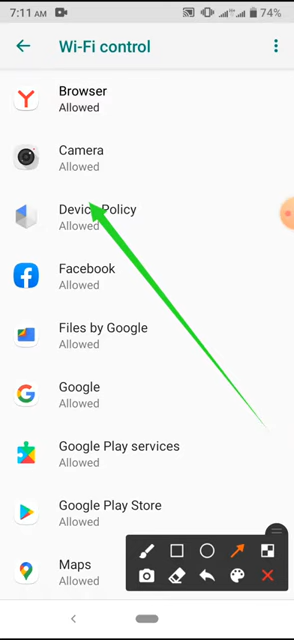 7:11 AM
74%
Wi-Fi control
Browser
Allowed
Camera
Allowed
Device Policy
Allowed
Facebook
Allowed
Files by Google
Allowed
Google
Allowed
Google Play services
Allowed
Google Play Store
Allowed
Maps
Allowed